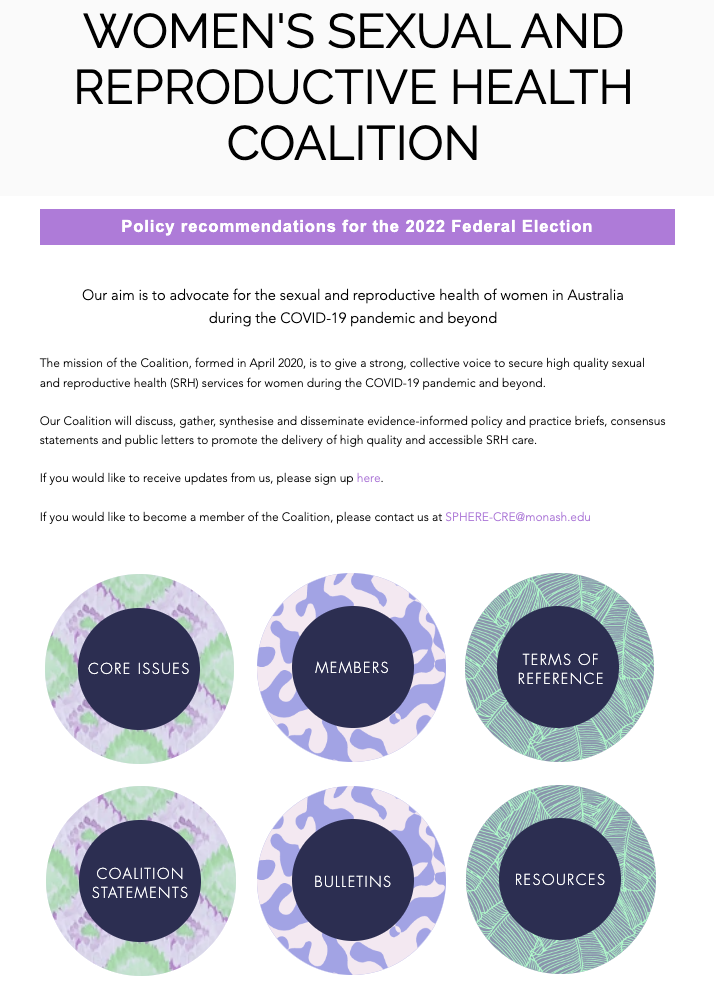 WOMEN'S SEXUAL AND
REPRODUCTIVE HEALTH
COALITION
Policy recommendations for the 2022 Federal Election
Our aim is to advocate for the sexual and reproductive health of women in Australia
during the COVID-19 pandemic and beyond
The mission of the Coalition, formed in April 2020, is to give a strong, collective voice to secure high quality sexual
and reproductive health (SRH) services for women during the COVID-19 pandemic and beyond.
Our Coalition will discuss, gather, synthesise and disseminate evidence-informed policy and practice briefs, consensus
statements and public letters to promote the delivery of high quality and accessible SRH care.
If you would like to receive updates from us, please sign up here.
If you would like to become a member of the Coalition, please contact us at SPHERE-CRE@monash.edu
CORE ISSUES
MEMBERS
TERMS OF
REFERENCE
COALITION
STATEMENTS
BULLETINS
RESOURCES